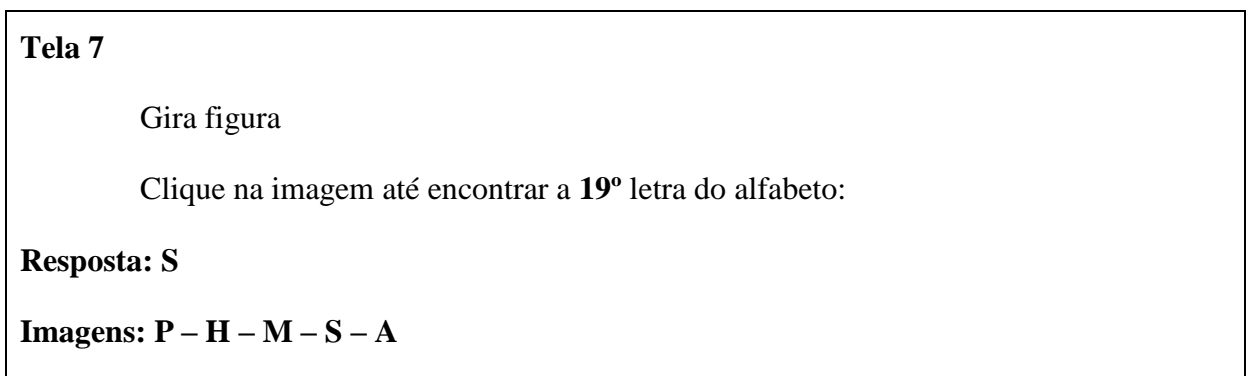 Tela 7
Gira figura
Clique na imagem até encontrar a 19º letra do alfabeto:
Resposta: S
Imagens: P – H – M – S – A